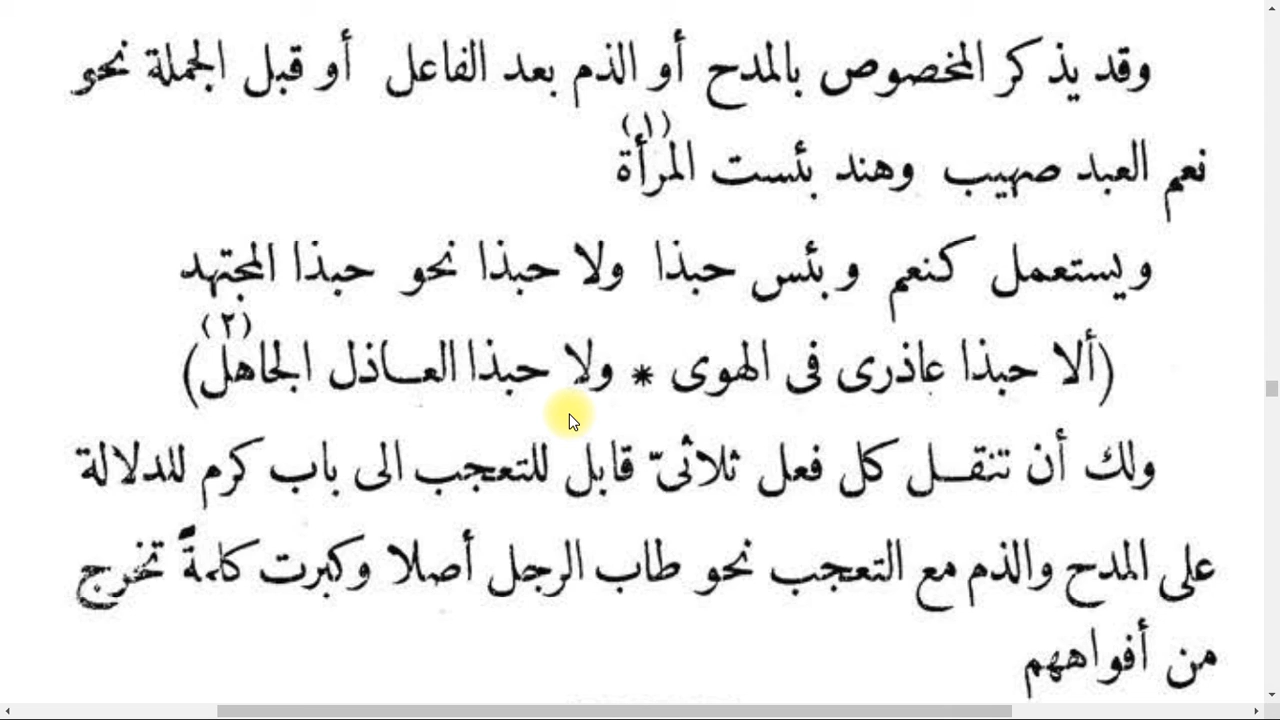 وقد يذكر المخصوص بالمدح أو الذم بعد الفاعل أو قبل الجملة نحو
نعم العبد صهيب وهند بئست المرأة (١)
ويستعمل كنعم وبئس حبذا ولا حبذا نحو حبذا المجتهد
(ألا حبذا عاذرى فى الهوى * ولا حبذا العـاذل الجاهل) (٢)
ولك أن تنقـل كل فعل ثلاثىّ قابل للتعجب الى باب كرم للدلالة
على المدح والذم مع التعجب نحو طاب الرجل أصلا وكبرت كلمةً تخرج
من أفواههم